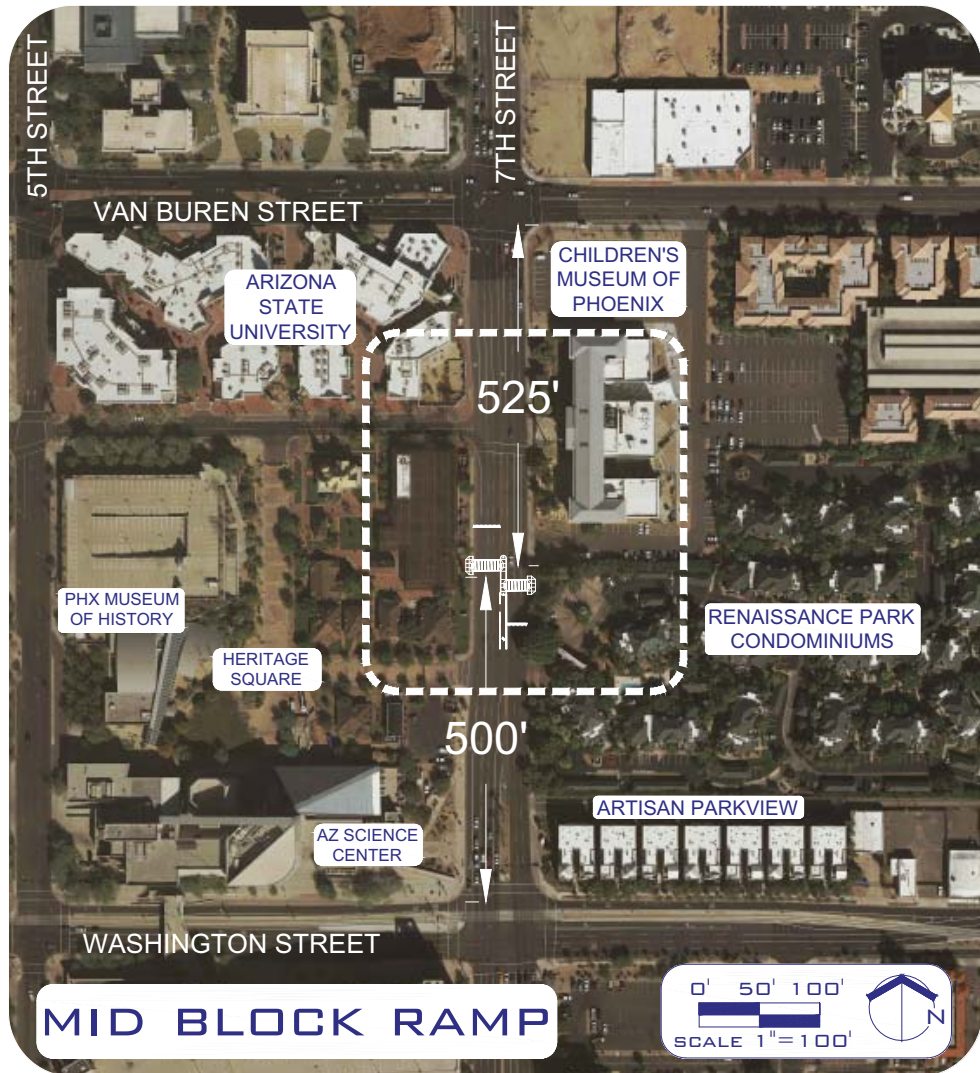 5TH STREET
7TH STREET
VAN BUREN STREET
ARIZONA
STATE
UNIVERSITY
CHILDREN'S
MUSEUM OF
PHOENIX
525'
PHX MUSEUM
OF HISTORY
HERITAGE
SQUARE
RENAISSANCE PARK
CONDOMINIUMS
500'
ARTISAN PARKVIEW
AZ SCIENCE
CENTER
WASHINGTON STREET
MID BLOCK RAMP
0' 50' 100'
SCALE 1"=100'
N